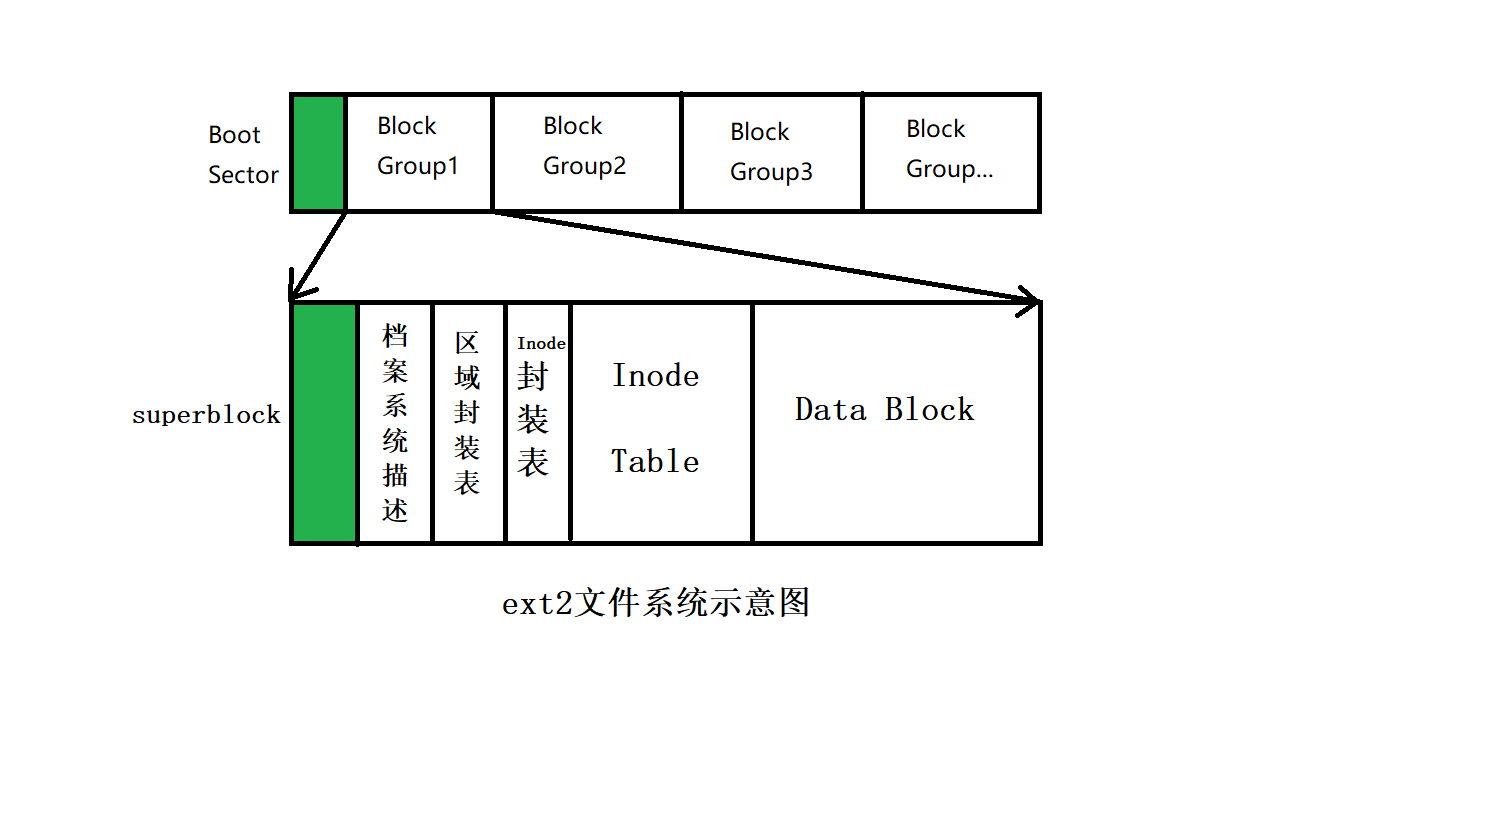 Boot
Sector
Block
Group1
Block
Group2
Block
Group3
Block
Group...
superblock
档案系统描述
区域封装表
Inode
封装表
Inode
Table
Data Block
ext2文件系统示意图